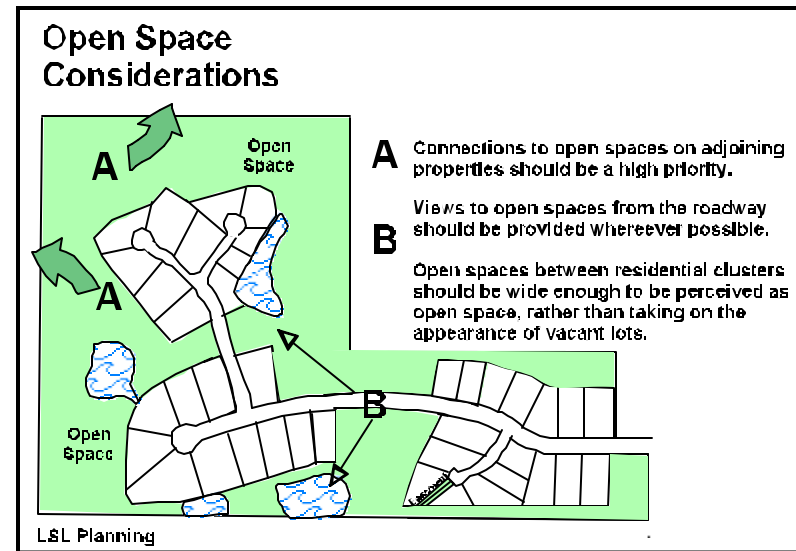 Open Space
Considerations
A
Open
Space
A
Connections to open spaces on adjoining
properties should be a high priority.
B
Views to open spaces from the roadway
should be provided whereever possible.
Open spaces between residential clusters
should be wide enough to be perceived as
open space, rather than taking on the
appearance of vacant lots.
A
B
Open
Space
LSL Planning